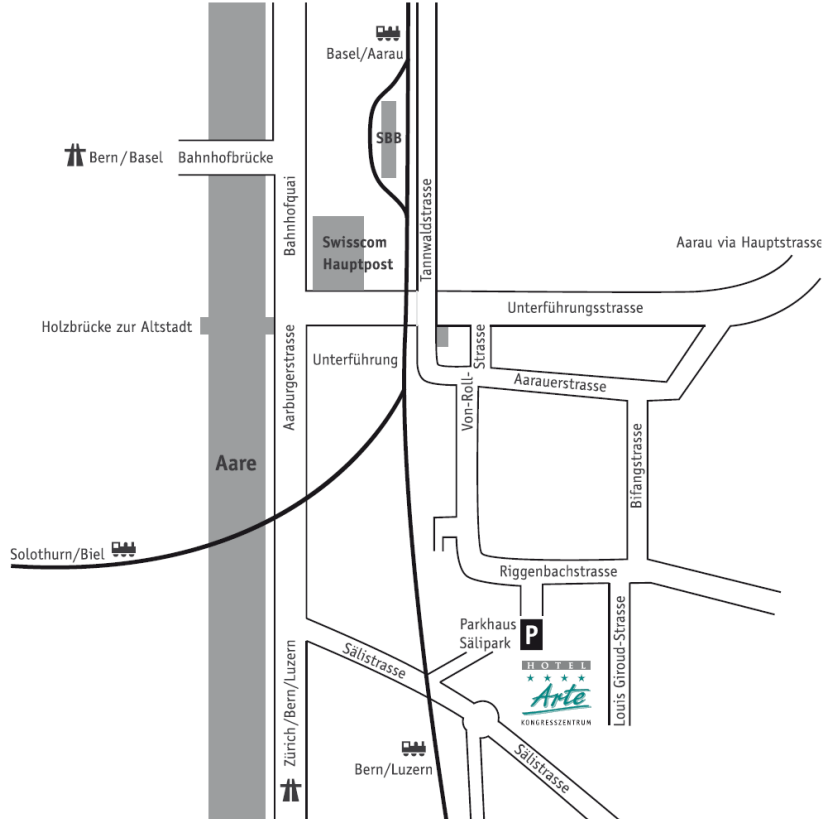 Basel/Aarau
SBB
Bern/Basel
Bahnhofbrücke
Bahnhofquai
Tannwaldstrasse
Swisscom
Hauptpost
Aarau via Hauptstrasse
Unterführungsstrasse
Holzbrücke zur Altstadt
Aarburgerstrasse
Unterführung
Von-Roll-
Strasse
Aarauerstrasse
Bifangstrasse
Aare
Solothurn/Biel
Riggenbachstrasse
Parkhaus
Sälipark
P
Louis Giroud-Strasse
HOTEL
Arte
KONGRESSZENTRUM
Sälistrasse
Zürich/Bern/Luzern
Bern/Luzern
Sälistrasse